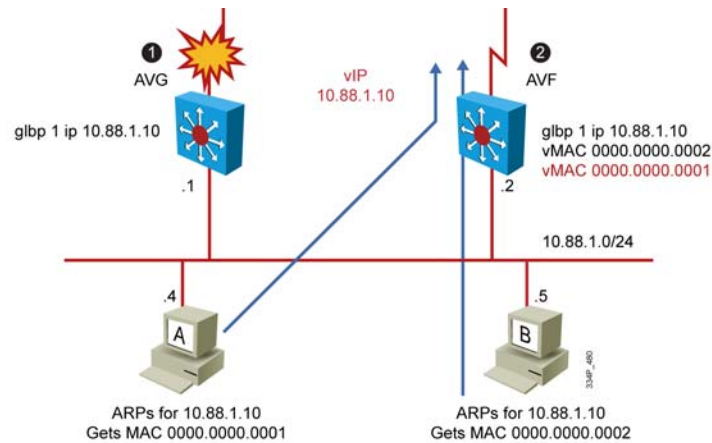 1
AVG
glbp 1 ip 10.88.1.10
.1
vIP
10.88.1.10
2
AVF
glbp 1 ip 10.88.1.10
vMAC 0000.0000.0002
vMAC 0000.0000.0001
.2
10.88.1.0/24
.4
A
ARPs for 10.88.1.10
Gets MAC 0000.0000.0001
.5
B
334P_480
ARPs for 10.88.1.10
Gets MAC 0000.0000.0002